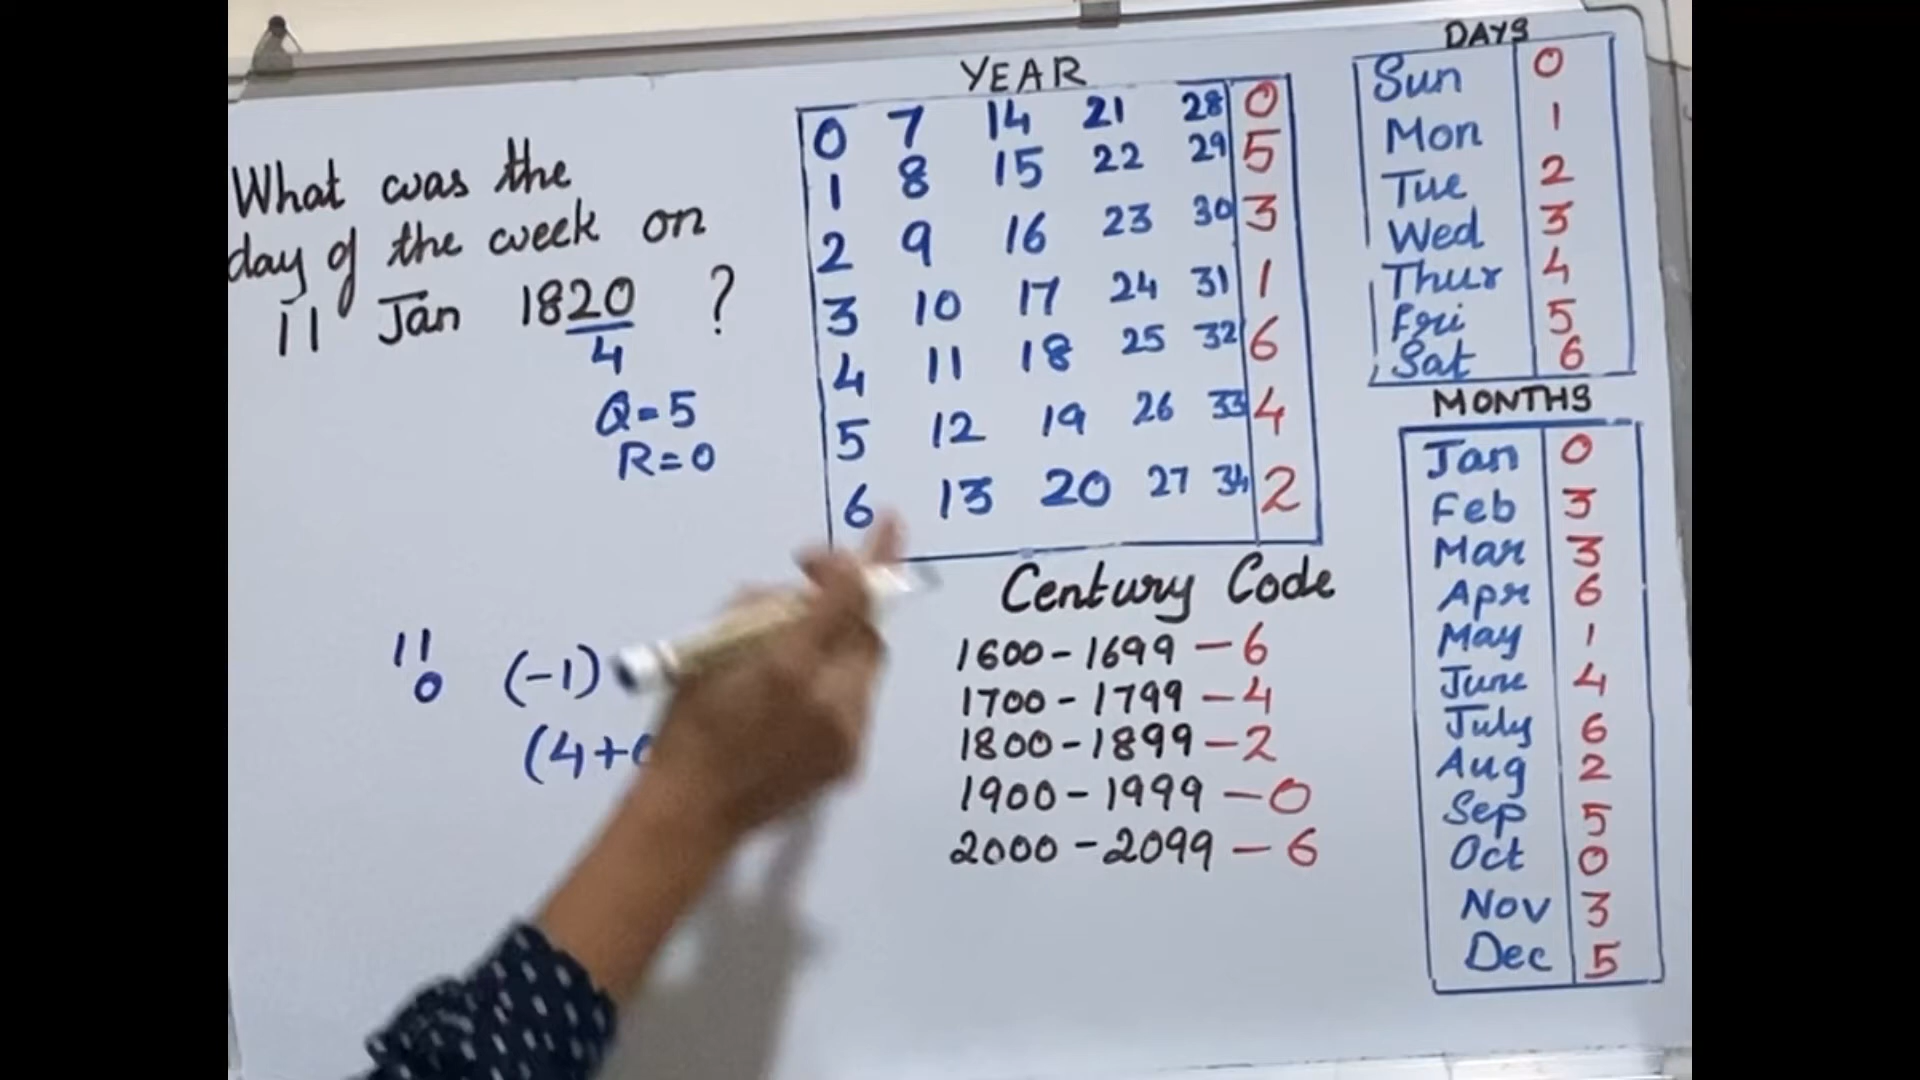 What was the
day of the week on
11 Jan 1820 ?
4
Q=5
R=0
11
0 (-1)
(4+
YEAR
0 7 14 21 28 0
1 8 15 22 29 5
2 9 16 23 30 3
3 10 17 24 31 1
4 11 18 25 32 6
5 12 19 26 33 4
6 13 20 27 34 2
Century Code
1600-1699-6
1700-1799-4
1800-1899-2
1900-1999-0
2000-2099-6
DAYS
Sun 0
Mon 1
Tue 2
Wed 3
Thur 4
Fri 5
Sat 6
MONTHS
Jan 0
Feb 3
Mar 3
Apr 6
May 1
June 4
July 6
Aug 2
Sep 5
Oct 0
Nov 3
Dec 5